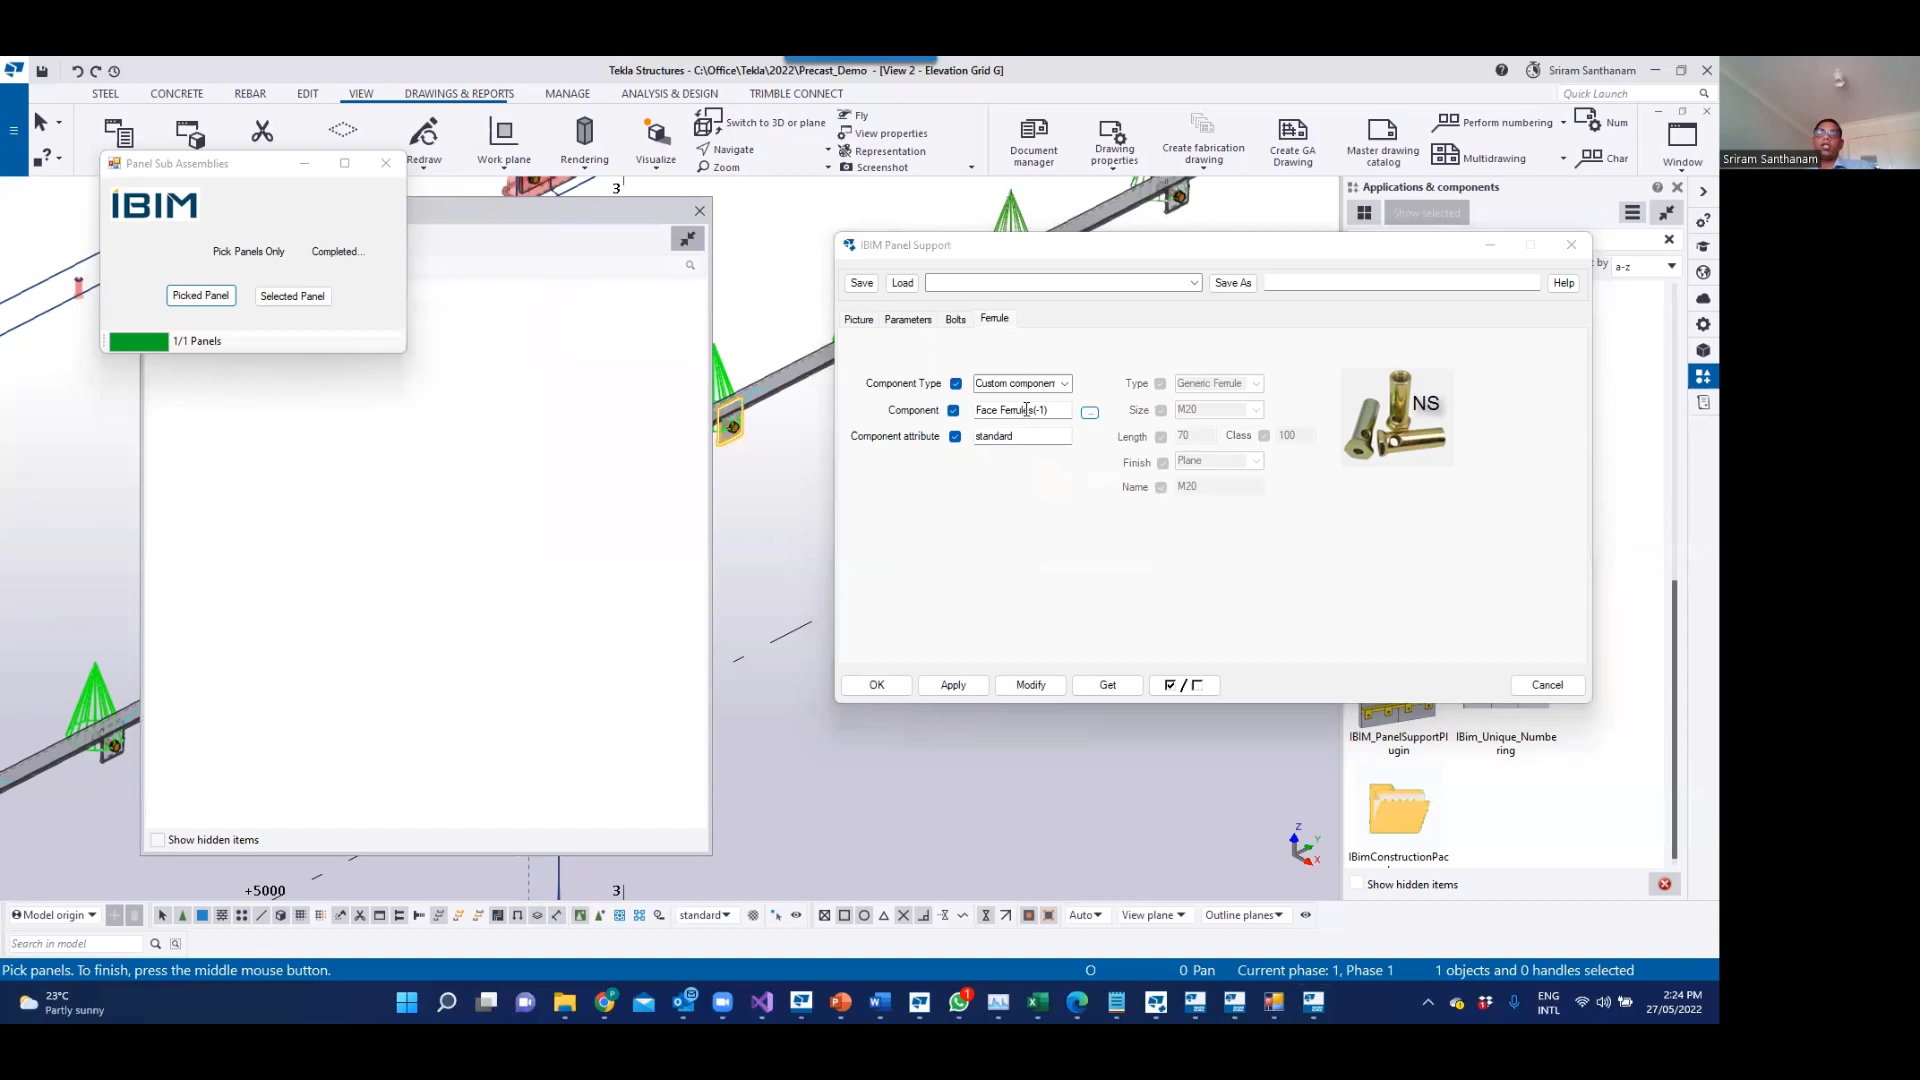 Tekla Structures - C:\Office\Tekla\2022\Precast_Demo - [View 2 - Elevation Grid G]
Sriram Santhanam
STEEL
CONCRETE
REBAR
EDIT
VIEW
DRAWINGS & REPORTS
MANAGE
ANALYSIS & DESIGN
TRIMBLE CONNECT
Quick Launch
Redraw
Work plane
Rendering
Visualize
Switch to 3D or plane
Navigate
Zoom
Fly
View properties
Representation
Screenshot
Document manager
Drawing properties
Create fabrication drawing
Create GA Drawing
Master drawing catalog
Perform numbering
Multidrawing
Num
Char
Window
Sriram Santhanam
Panel Sub Assemblies
IBIM
Pick Panels Only
Completed...
Picked Panel
Selected Panel
1/1 Panels
3
Show hidden items
+5000
3
IBIM Panel Support
Save
Load
Save As
Help
Picture
Parameters
Bolts
Ferrule
Component Type
Custom component
Component
Face Ferrules(-1)
...
Component attribute
standard
Type
Generic Ferrule
Size
M20
Length
70
Class
100
Finish
Plane
Name
M20
NS
OK
Apply
Modify
Get
/
Cancel
Applications & components
Show selected
by
a-z
IBIM_PanelSupportPlugin
IBim_Unique_Numbering
IBimConstructionPac
Show hidden items
Z
Y
X
Model origin
standard
Auto
View plane
Outline planes
Search in model
Pick panels. To finish, press the middle mouse button.
O
0 Pan
Current phase: 1, Phase 1
1 objects and 0 handles selected
23°C
Partly sunny
1
ENG
INTL
2:24 PM
27/05/2022